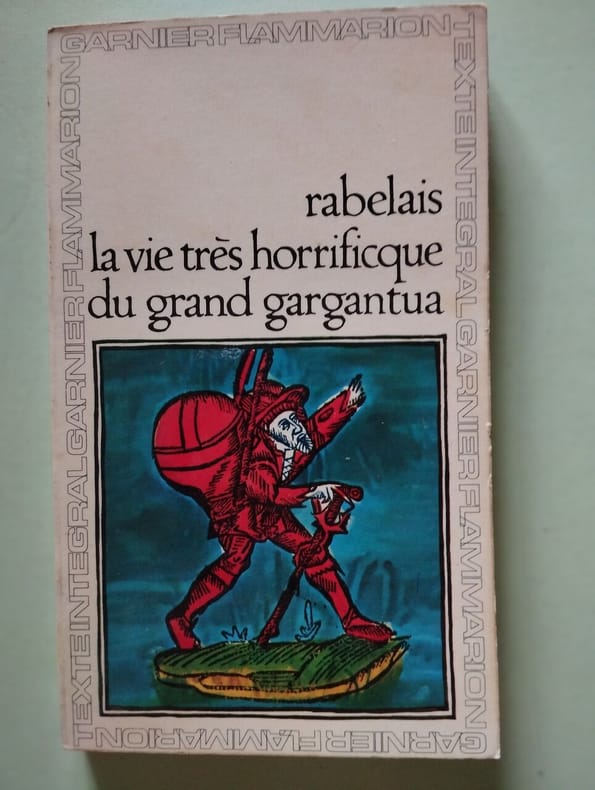 GARNIER FLAMMARION
TEXTE INTEGRAL GARNIER FLAMMARION
rabelais
la vie très horrificque
du grand gargantua
TEXTE INTEGRAL GARNIER FLAMMARION
GARNIER FLAMMARION